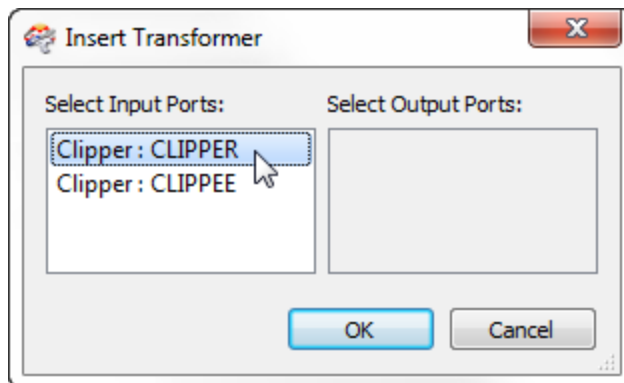 Insert Transformer
Select Input Ports:
Select Output Ports:
Clipper : CLIPPER
Clipper : CLIPPEE
OK
Cancel